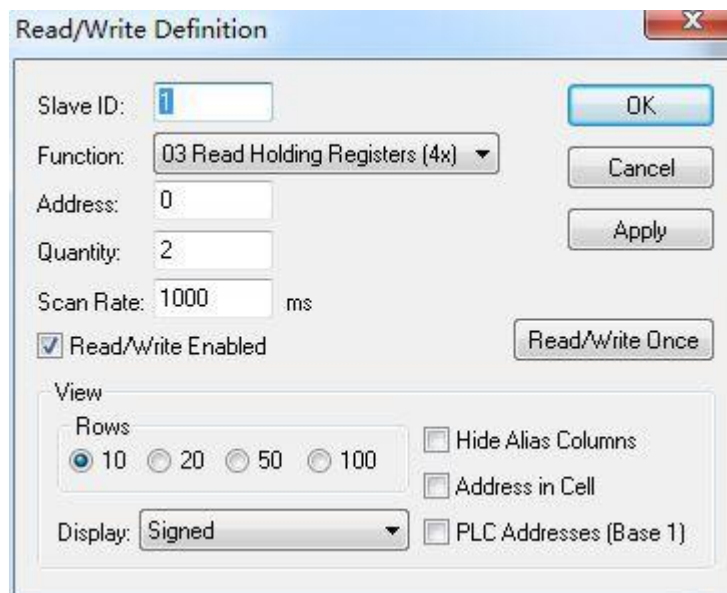 Read/Write Definition
Slave ID: 1
OK
Function: 03 Read Holding Registers (4x)
Cancel
Address: 0
Apply
Quantity: 2
Scan Rate: 1000 ms
Read/Write Enabled
Read/Write Once
View
Rows
10 20 50 100
Hide Alias Columns
Address in Cell
Display: Signed
PLC Addresses (Base 1)